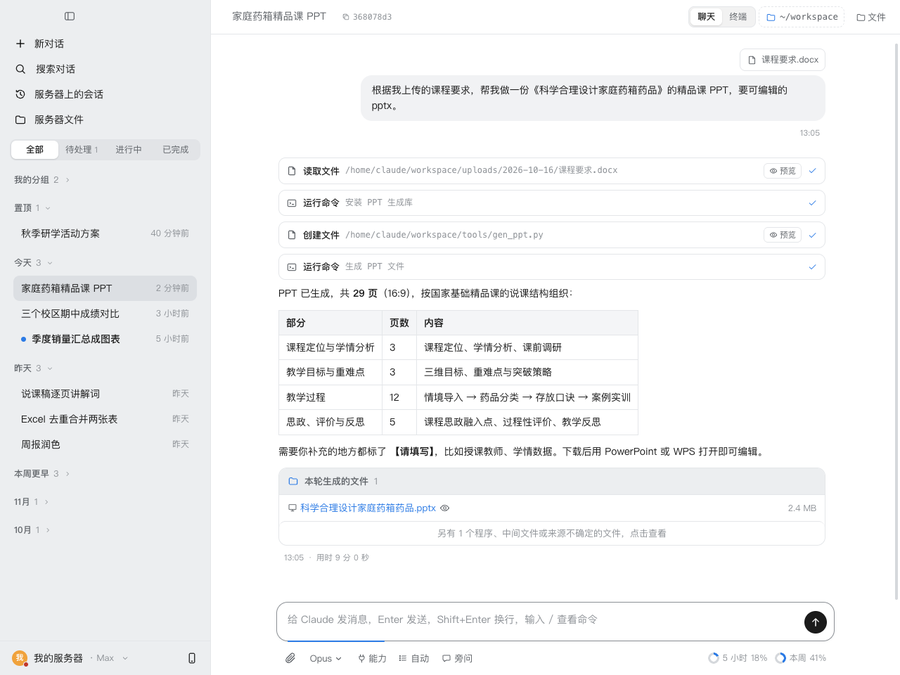 家庭药箱精品课 PPT
368078d3
聊天
终端
~/workspace
文件
新对话
搜索对话
服务器上的会话
服务器文件
全部
待处理 1
进行中
已完成
我的分组 2
置顶 1
秋季研学活动方案 40 分钟前
今天 3
家庭药箱精品课 PPT 2 分钟前
三个校区期中成绩对比 3 小时前
季度销量汇总成图表 5 小时前
昨天 3
说课稿逐页讲解词 昨天
Excel 去重合并两张表 昨天
周报润色 昨天
本周更早 3
11月 1
10月 1
我 我的服务器 · Max
课程要求.docx
根据我上传的课程要求，帮我做一份《科学合理设计家庭药箱药品》的精品课 PPT，要可编辑的
pptx。
13:05
读取文件 /home/claude/workspace/uploads/2026-10-16/课程要求.docx 预览
运行命令 安装 PPT 生成库
创建文件 /home/claude/workspace/tools/gen_ppt.py 预览
运行命令 生成 PPT 文件
PPT 已生成，共 29 页（16:9），按国家基础精品课的说课结构组织：
部分 页数 内容
课程定位与学情分析 3 课程定位、学情分析、课前调研
教学目标与重难点 3 三维目标、重难点与突破策略
教学过程 12 情境导入 → 药品分类 → 存放口诀 → 案例实训
思政、评价与反思 5 课程思政融入点、过程性评价、教学反思
需要你补充的地方都标了 【请填写】，比如授课教师、学情数据。下载后用 PowerPoint 或 WPS 打开即可编辑。
本轮生成的文件 1
科学合理设计家庭药箱药品.pptx 2.4 MB
另有 1 个程序、中间文件或来源不确定的文件，点击查看
13:05 · 用时 9 分 0 秒
给 Claude 发消息，Enter 发送，Shift+Enter 换行，输入 / 查看命令
Opus
能力
自动
旁问
5 小时 18%
本周 41%